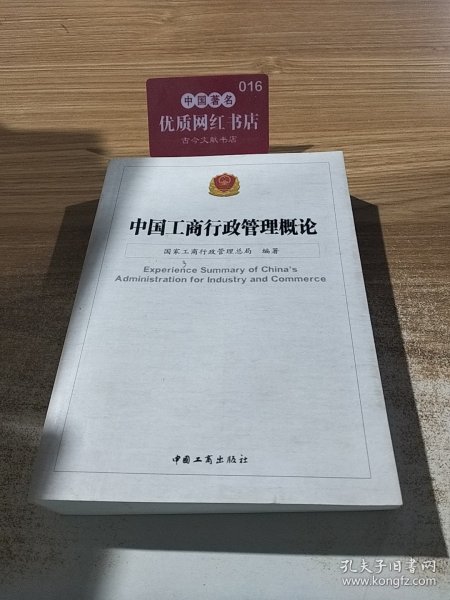 016
中国著名
优质网红书店
古今文献书店
中国工商行政管理概论
国家工商行政管理总局 编著
Experience Summary of China's
Administration for Industry and Commerce
中国工商出版社
孔夫子旧书网
www.kongfz.com